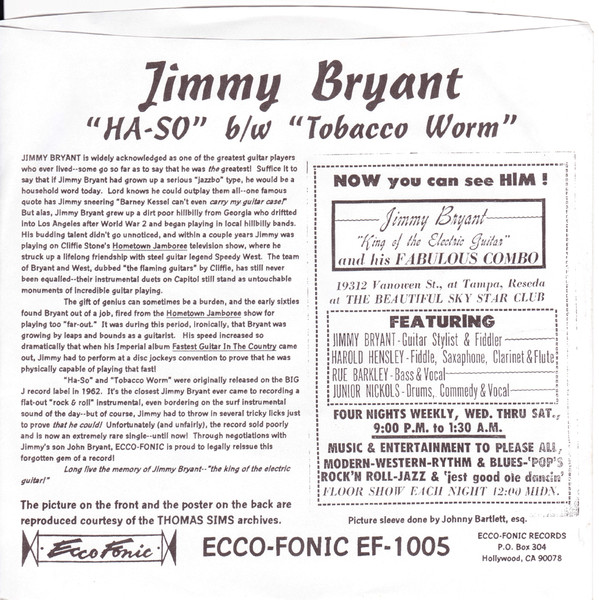 Jimmy Bryant
"HA-SO" b/w "Tobacco Worm"
JIMMY BRYANT is widely acknowledged as one of the greatest guitar players
who ever lived--some go so far as to say that he was the greatest! Suffice it to
say that if Jimmy Bryant had grown up a serious "jazzbo" type, he would be a
household word today. Lord knows he could outplay them all--one famous
quote has Jimmy sneering "Barney Kessel can't even carry my guitar case!"
But alas, Jimmy Bryant grew up a dirt poor hillbilly from Georgia who driftted
into Los Angeles after World War 2 and began playing in local hillbilly bands.
His budding talent didn't go unnoticed, and within a couple years Jimmy was
playing on Cliffie Stone's Hometown Jamboree television show, where he
struck up a lifelong friendship with steel guitar legend Speedy West. The team
of Bryant and West, dubbed "the flaming guitars" by Cliffie, has still never
been equalled--their instrumental duets on Capitol still stand as untouchable
monuments of incredible guitar playing.
The gift of genius can sometimes be a burden, and the early sixties
found Bryant out of a job, fired from the Hometown Jamboree show for
playing too "far-out." It was during this period, ironically, that Bryant was
growing by leaps and bounds as a guitarist. His speed increased so
dramatically that when his Imperial album Fastest Guitar In The Country came
out, Jimmy had to perform at a disc jockeys convention to prove that he was
physically capable of playing that fast!
"Ha-So" and "Tobacco Worm" were originally released on the BIG
J record label in 1962. It's the closest Jimmy Bryant ever came to recording a
flat-out "rock & roll" instrumental, even bordering on the surf instrumental
sound of the day--but of course, Jimmy had to throw in several tricky licks just
to prove that he could! Unfortunately (and unfairly), the record sold poorly
and is now an extremely rare single--until now! Through negotiations with
Jimmy's son John Bryant, ECCO-FONIC is proud to legally reissue this
forgotten gem of a record!
Long live the memory of Jimmy Bryant--"the king of the electric
guitar!"
The picture on the front and the poster on the back are
reproduced courtesy of the THOMAS SIMS archives.
NOW you can see HIM !
Jimmy Bryant
"King of the Electric Guitar"
and his FABULOUS COMBO
19312 Vanowen St., at Tampa, Reseda
at THE BEAUTIFUL SKY STAR CLUB
FEATURING
JIMMY BRYANT-Guitar Stylist & Fiddler
HAROLD HENSLEY-Fiddle, Saxaphone, Clarinet & Flute
RUE BARKLEY-Bass & Vocal
JUNIOR NICKOLS-Drums, Commedy & Vocal
FOUR NIGHTS WEEKLY, WED. THRU SAT.,
9:00 P.M. to 1:30 A.M.
MUSIC & ENTERTAINMENT TO PLEASE ALL,
MODERN-WESTERN-RYTHM & BLUES-'POP'S
ROCK'N ROLL-JAZZ & 'jest good ole dancin'
FLOOR SHOW EACH NIGHT 12:00 MIDN.
Picture sleeve done by Johnny Bartlett, esq.
Ecco-Fonic
ECCO-FONIC EF-1005
ECCO-FONIC RECORDS
P.O. Box 304
Hollywood, CA 90078